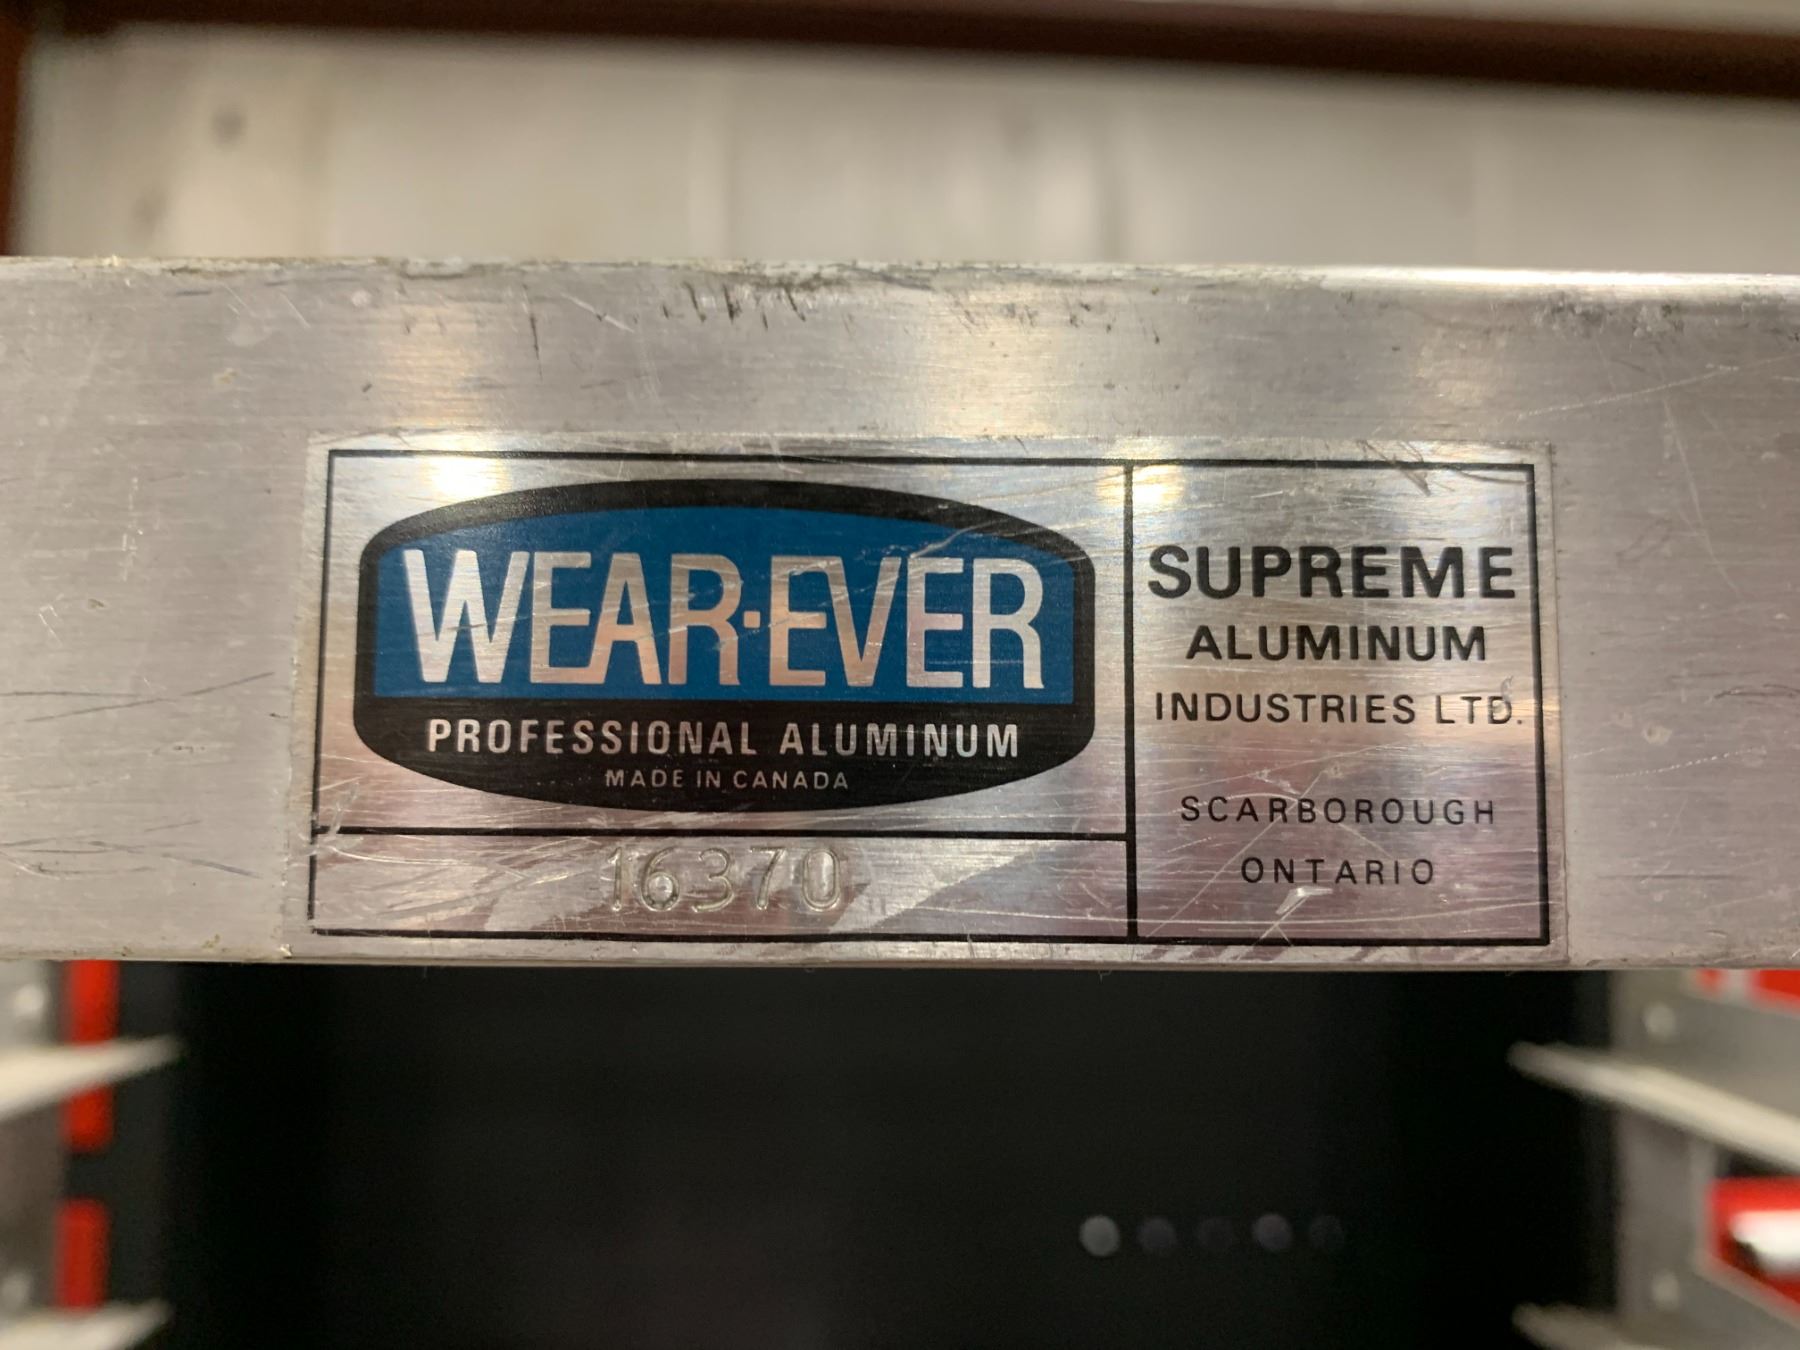 WEAR·EVER
PROFESSIONAL ALUMINUM
MADE IN CANADA
16370
SUPREME
ALUMINUM
INDUSTRIES LTD.
SCARBOROUGH
ONTARIO